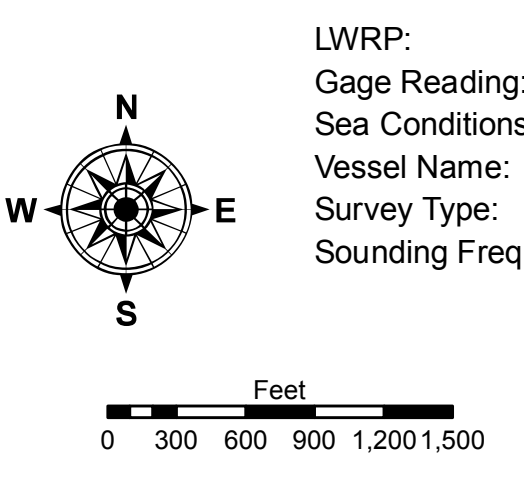 LWRP:
Gage Reading:
Sea Conditions
Vessel Name:
Survey Type:
Sounding Freq
N
W E
S
Feet
0 300 600 900 1,200 1,500